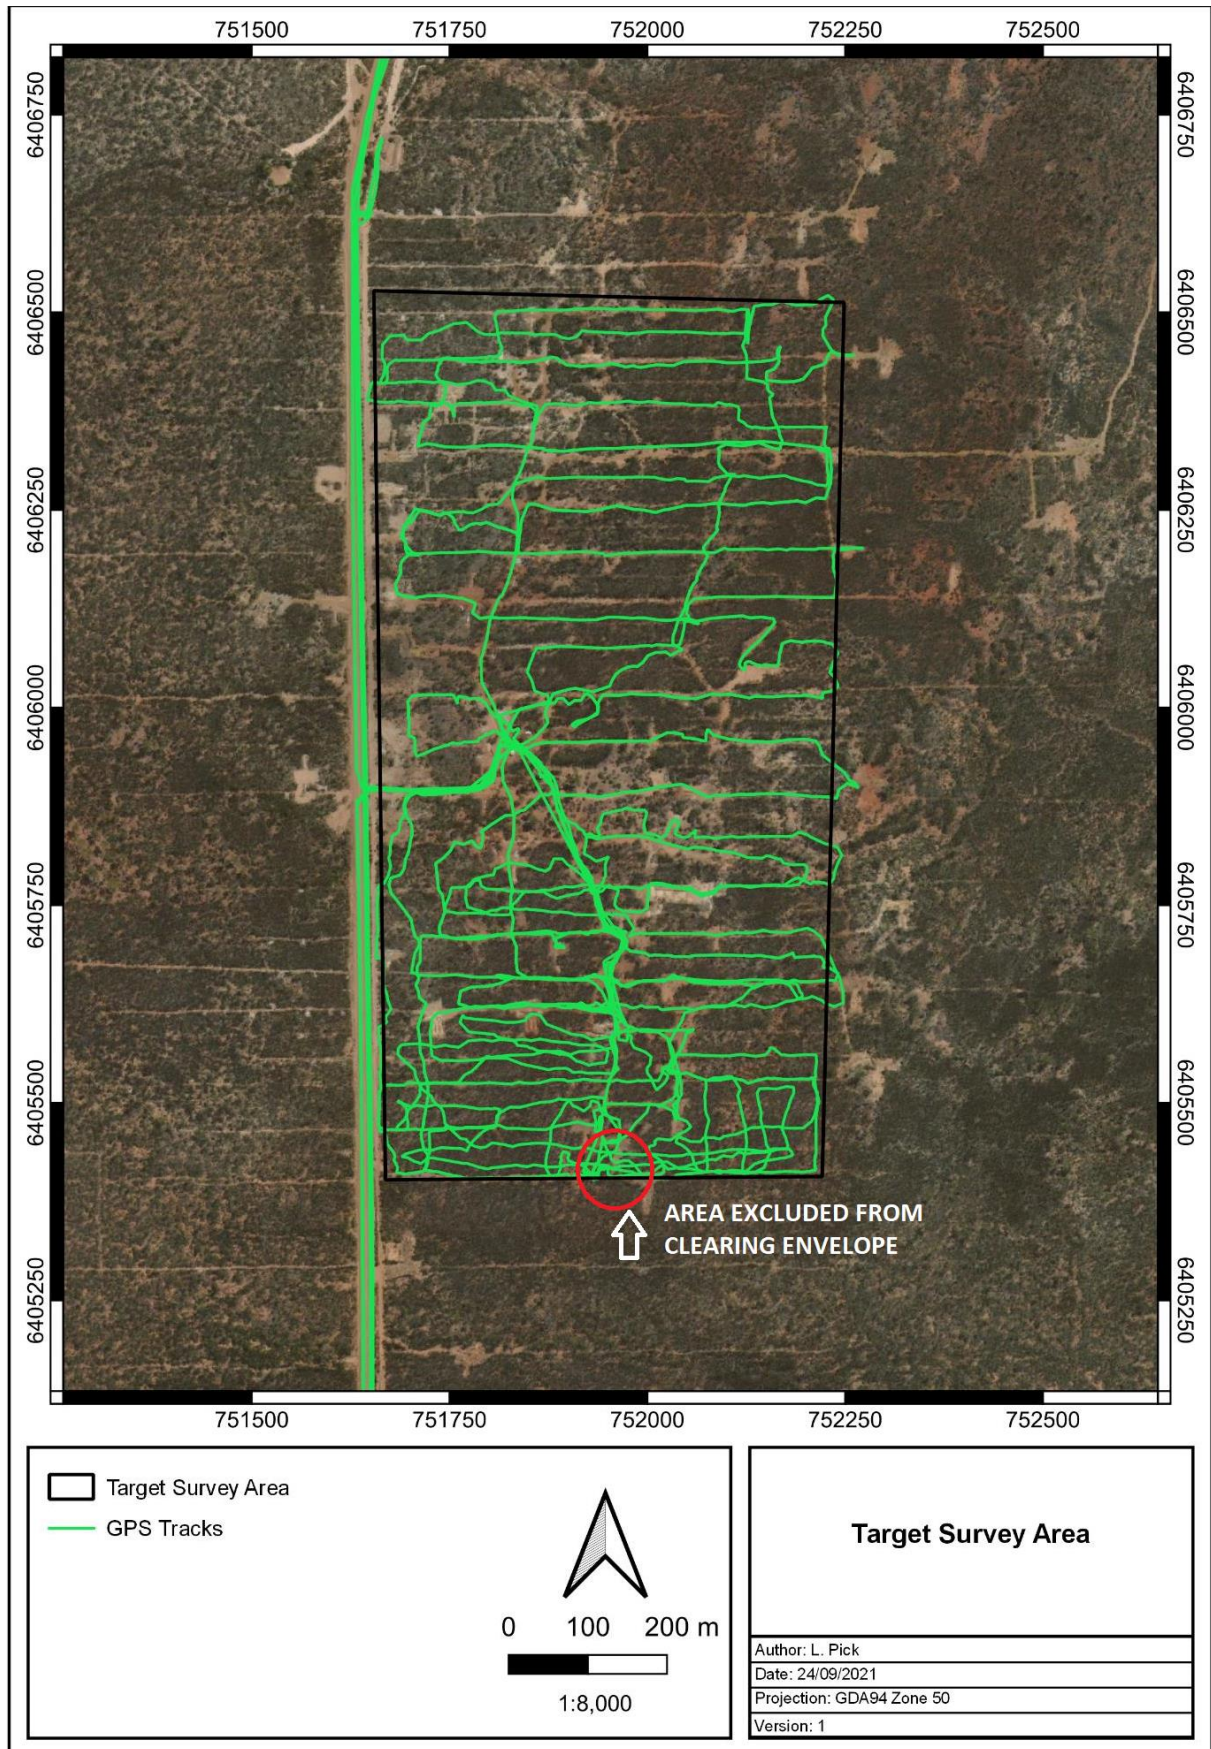 751500 751750 752000 752250 752500
6406750 6406750
6406500 6406500
6406250 6406250
6406000 6406000
6405750 6405750
6405500 6405500
AREA EXCLUDED FROM
CLEARING ENVELOPE
6405250 6405250
751500 751750 752000 752250 752500
Target Survey Area
GPS Tracks
0 100 200 m
1:8,000
Target Survey Area
Author: L. Pick
Date: 24/09/2021
Projection: GDA94 Zone 50
Version: 1